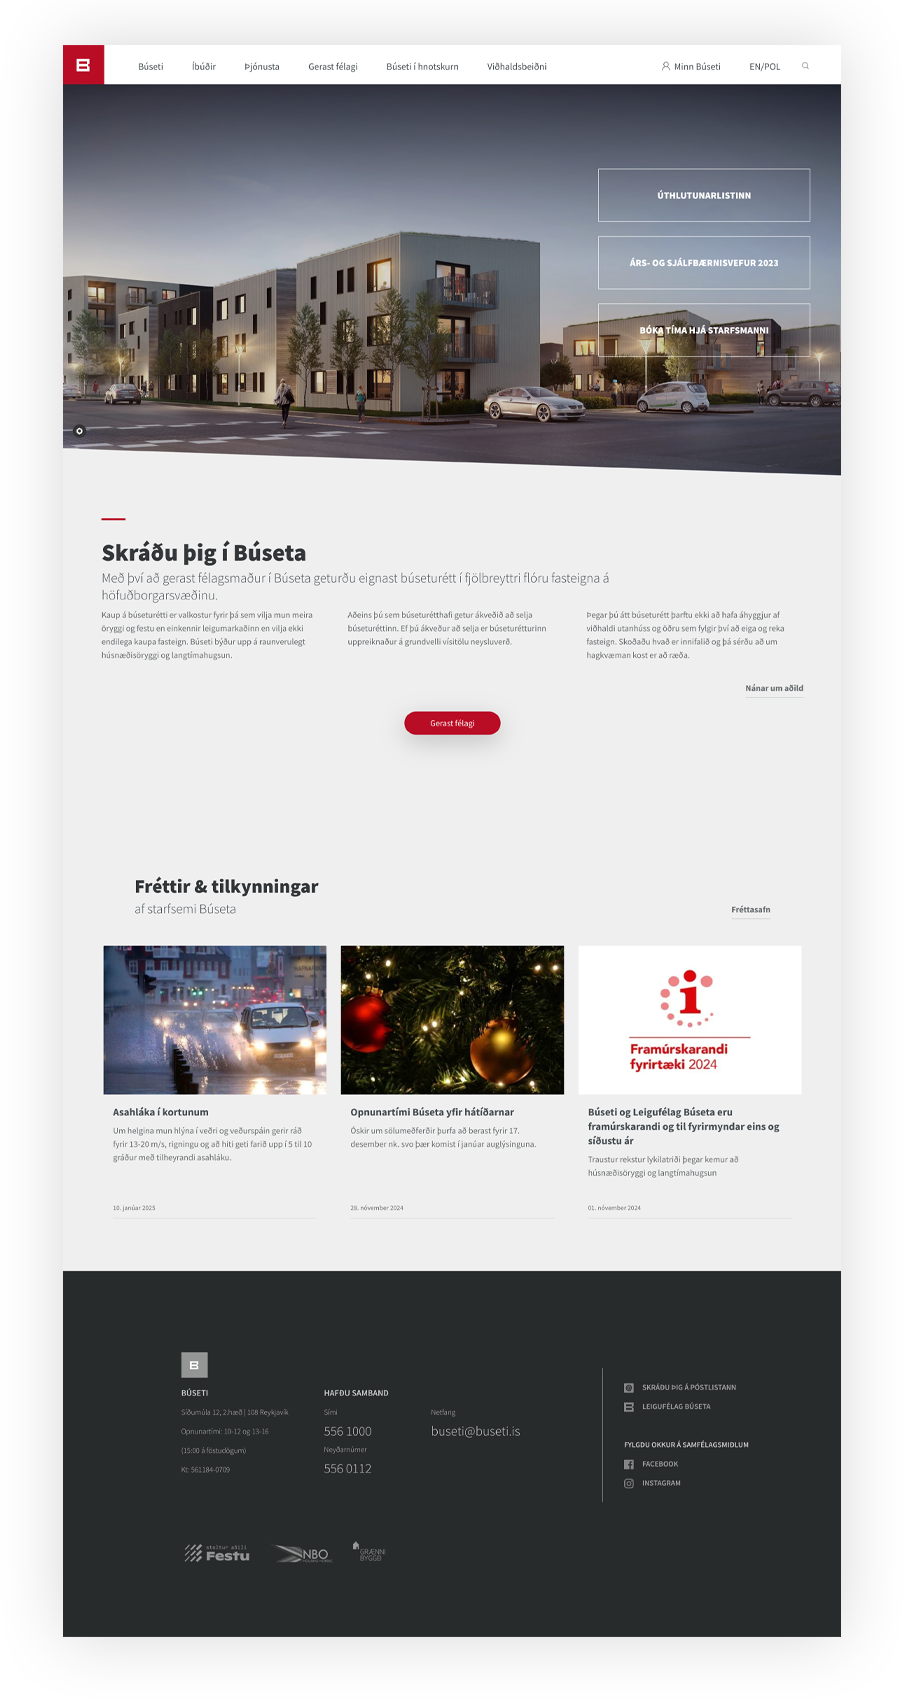 B
Búseti Íbúðir Þjónusta Gerast félagi Búseti í hnotskurn Viðhaldsbeiðni Minn Búseti EN/POL
ÚTHLUTUNARLISTINN
ÁRS- OG SJÁLFBÆRNISVEFUR 2023
BÓKA TÍMA HJÁ STARFSMANNI
Skráðu þig í Búseta
Með því að gerast félagsmaður í Búseta geturðu eignast búseturétt í fjölbreyttri flóru fasteigna á
höfuðborgarsvæðinu.
Kaup á búseturétti er valkostur fyrir þá sem vilja mun meira
öryggi og festu en einkennir leigumarkaðinn en vilja ekki
endilega kaupa fasteign. Búseti býður upp á raunverulegt
húsnæðisöryggi og langtímahugsun.
Aðeins þú sem búseturétthafi getur ákveðið að selja
búseturéttinn. Ef þú ákveður að selja er búseturétturinn
uppreiknaður á grundvelli vísitölu neysluverð.
Þegar þú átt búseturétt þarftu ekki að hafa áhyggjur af
viðhaldi utanhúss og öðru sem fylgir því að eiga og reka
fasteign. Skoðaðu hvað er innifalið og þá sérðu að um
hagkvæman kost er að ræða.
Nánar um aðild
Gerast félagi
Fréttir & tilkynningar
af starfsemi Búseta
Fréttasafn
Framúrskarandi
fyrirtæki 2024
Asahláka í kortunum
Um helgina mun hlýna í veðri og veðurspáin gerir ráð
fyrir 13-20 m/s, rigningu og að hiti geti farið upp í 5 til 10
gráður með tilheyrandi asahláku.
10. janúar 2025
Opnunartími Búseta yfir hátíðarnar
Óskir um sölumeðferðir þurfa að berast fyrir 17.
desember nk. svo þær komist í janúar auglýsinguna.
28. nóvember 2024
Búseti og Leigufélag Búseta eru
framúrskarandi og til fyrirmyndar eins og
síðustu ár
Traustur rekstur lykilatriði þegar kemur að
húsnæðisöryggi og langtímahugsun
01. nóvember 2024
B
BÚSETI
Síðumúla 12, 2.hæð | 108 Reykjavík
Opnunartími: 10-12 og 13-16
(15:00 á föstudögum)
Kt: 561184-0709
HAFÐU SAMBAND
Sími
556 1000
Neyðarnúmer
556 0112
Netfang
buseti@buseti.is
SKRÁÐU ÞIG Á PÓSTLISTANN
LEIGUFÉLAG BÚSETA
FYLGDU OKKUR Á SAMFÉLAGSMIÐLUM
FACEBOOK
INSTAGRAM
stoltur aðili
Festu
NBO
GRÆNNI
BYGGÐ